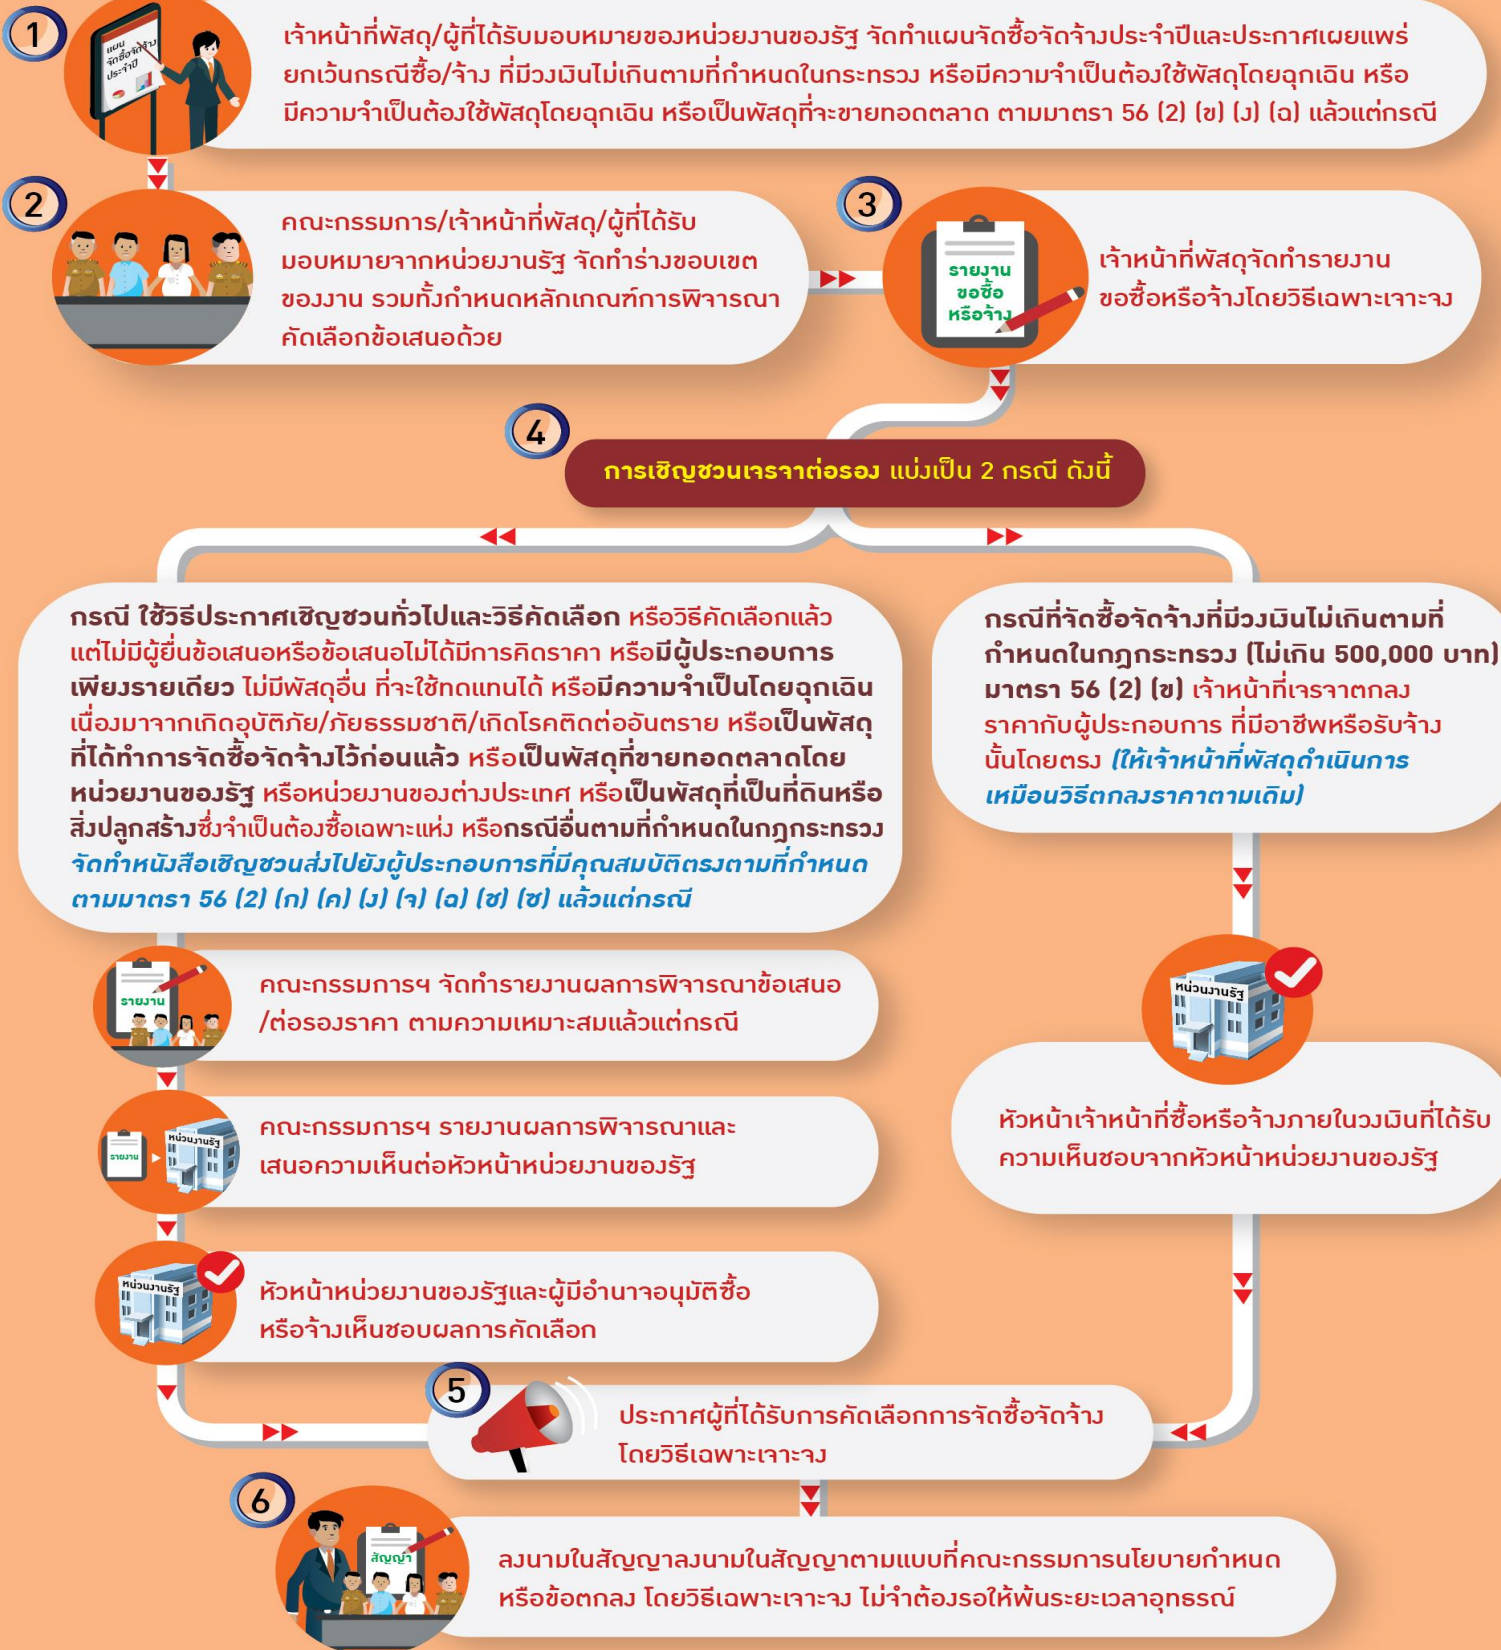 1
แผน
จัดซื้อจัดจ้าง
ประจำปี
เจ้าหน้าที่พัสดุ/ผู้ที่ได้รับมอบหมายของหน่วยงานของรัฐ จัดทำแผนจัดซื้อจัดจ้างประจำปีและประกาศเผยแพร่
ยกเว้นกรณีซื้อ/จ้าง ที่มีวงเงินไม่เกินตามที่กำหนดในกระทรวง หรือมีความจำเป็นต้องใช้พัสดุโดยฉุกเฉิน หรือ
มีความจำเป็นต้องใช้พัสดุโดยฉุกเฉิน หรือเป็นพัสดุที่จะขายทอดตลาด ตามมาตรา 56 (2) (ข) (ง) (ฉ) แล้วแต่กรณี
2
คณะกรรมการ/เจ้าหน้าที่พัสดุ/ผู้ที่ได้รับ
มอบหมายจากหน่วยงานรัฐ จัดทำร่างขอบเขต
ของงาน รวมทั้งกำหนดหลักเกณฑ์การพิจารณา
คัดเลือกข้อเสนอด้วย
3
รายงาน
ขอซื้อ
หรือจ้าง
เจ้าหน้าที่พัสดุจัดทำรายงาน
ขอซื้อหรือจ้างโดยวิธีเฉพาะเจาะจง
4
การเชิญชวนเจรจาต่อรอง แบ่งเป็น 2 กรณี ดังนี้
กรณี ใช้วิธีประกาศเชิญชวนทั่วไปและวิธีคัดเลือก หรือวิธีคัดเลือกแล้ว
แต่ไม่มีผู้ยื่นข้อเสนอหรือข้อเสนอไม่ได้มีการคิดราคา หรือมีผู้ประกอบการ
เพียงรายเดียว ไม่มีพัสดุอื่น ที่จะใช้ทดแทนได้ หรือมีความจำเป็นโดยฉุกเฉิน
เนื่องมาจากเกิดอุบัติภัย/ภัยธรรมชาติ/เกิดโรคติดต่ออันตราย หรือเป็นพัสดุ
ที่ได้ทำการจัดซื้อจัดจ้างไว้ก่อนแล้ว หรือเป็นพัสดุที่ขายทอดตลาดโดย
หน่วยงานของรัฐ หรือหน่วยงานของต่างประเทศ หรือเป็นพัสดุที่เป็นที่ดินหรือ
สิ่งปลูกสร้างซึ่งจำเป็นต้องซื้อเฉพาะแห่ง หรือกรณีอื่นตามที่กำหนดในกฎกระทรวง
จัดทำหนังสือเชิญชวนส่งไปยังผู้ประกอบการที่มีคุณสมบัติตรงตามที่กำหนด
ตามมาตรา 56 (2) (ก) (ค) (ง) (จ) (ฉ) (ช) (ซ) แล้วแต่กรณี
กรณีที่จัดซื้อจัดจ้างที่มีวงเงินไม่เกินตามที่
กำหนดในกฎกระทรวง (ไม่เกิน 500,000 บาท)
มาตรา 56 (2) (ข) เจ้าหน้าที่เจรจาตกลง
ราคากับผู้ประกอบการ ที่มีอาชีพหรือรับจ้าง
นั้นโดยตรง (ให้เจ้าหน้าที่พัสดุดำเนินการ
เหมือนวิธีตกลงราคาตามเดิม)
รายงาน
คณะกรรมการฯ จัดทำรายงานผลการพิจารณาข้อเสนอ
/ต่อรองราคา ตามความเหมาะสมแล้วแต่กรณี
หน่วนงานรัฐ
หัวหน้าเจ้าหน้าที่ซื้อหรือจ้างภายในวงเงินที่ได้รับ
ความเห็นชอบจากหัวหน้าหน่วยงานของรัฐ
รายงาน
หน่วนงานรัฐ
คณะกรรมการฯ รายงานผลการพิจารณาและ
เสนอความเห็นต่อหัวหน้าหน่วยงานของรัฐ
หน่วนงานรัฐ
หัวหน้าหน่วยงานของรัฐและผู้มีอำนาจอนุมัติซื้อ
หรือจ้างเห็นชอบผลการคัดเลือก
5
ประกาศผู้ที่ได้รับการคัดเลือกการจัดซื้อจัดจ้าง
โดยวิธีเฉพาะเจาะจง
6
สัญญา
ลงนามในสัญญาลงนามในสัญญาตามแบบที่คณะกรรมการนโยบายกำหนด
หรือข้อตกลง โดยวิธีเฉพาะเจาะจง ไม่จำต้องรอให้พ้นระยะเวลาอุทธรณ์